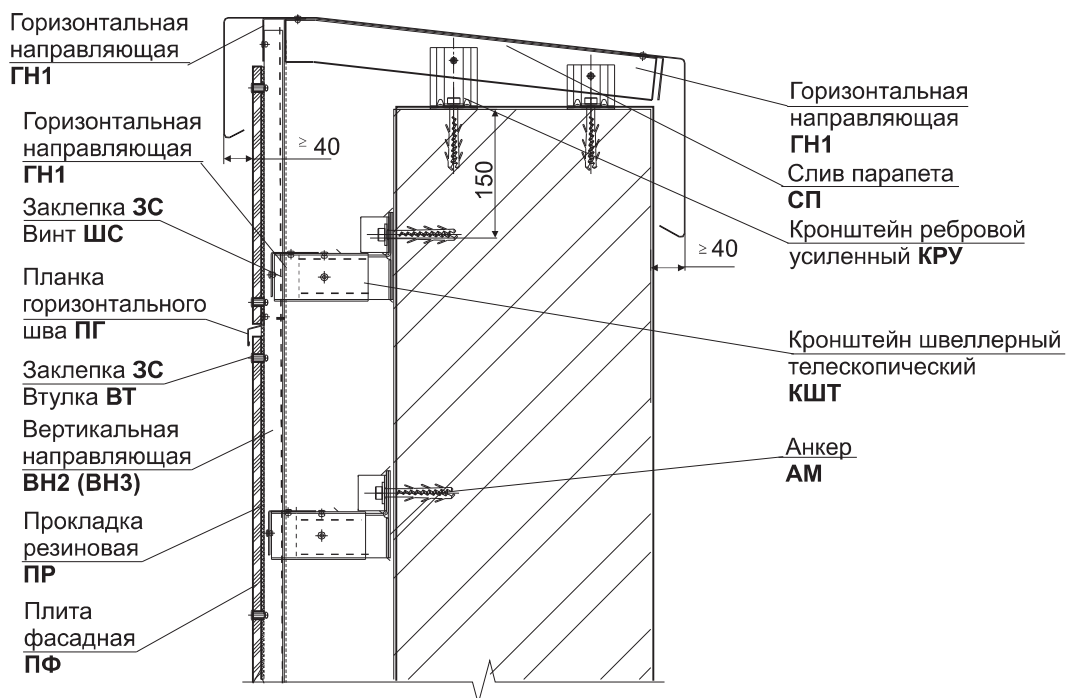 Горизонтальная
направляющая
ГН1
Горизонтальная
направляющая
ГН1
Заклепка ЗС
Винт ШС
Планка
горизонтального
шва ПГ
Заклепка ЗС
Втулка ВТ
Вертикальная
направляющая
ВН2 (ВН3)
Прокладка
резиновая
ПР
Плита
фасадная
ПФ
≥ 40
150
≥ 40
Горизонтальная
направляющая
ГН1
Слив парапета
СП
Кронштейн ребровой
усиленный КРУ
Кронштейн швеллерный
телескопический
КШТ
Анкер
АМ